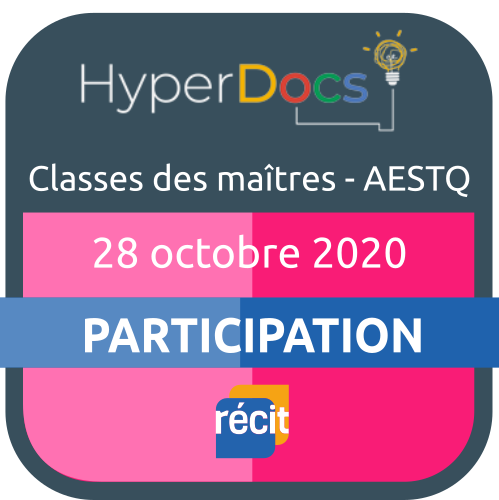 HyperDocs
Classes des maîtres - AESTQ
28 octobre 2020
PARTICIPATION
récit